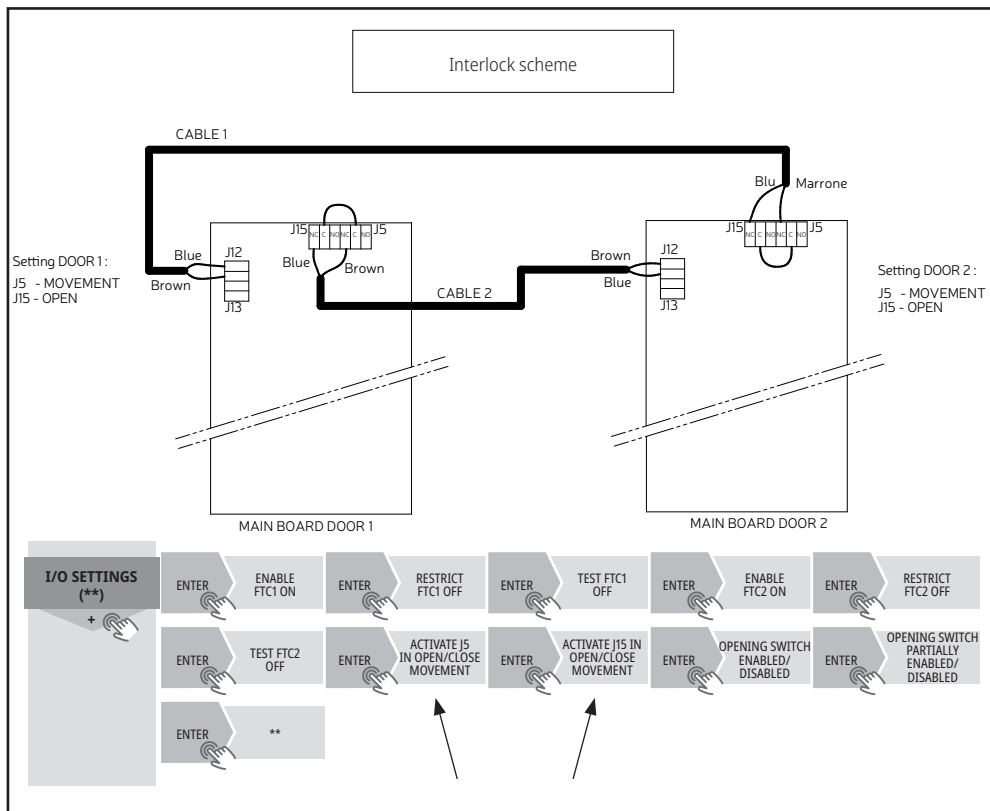 Interlock scheme
CABLE 1
Blu
Marrone
J15
J5
NC C NO NC C NO
J15
J5
NC C NO NC C NO
Setting DOOR 1 :
J5 - MOVEMENT
J15 - OPEN
Blue
Brown
J12
J13
Blue
Brown
CABLE 2
Brown
Blue
J12
J13
Setting DOOR 2 :
J5 - MOVEMENT
J15 - OPEN
MAIN BOARD DOOR 1
MAIN BOARD DOOR 2
I/O SETTINGS
(**)
+
ENTER
ENABLE
FTC1 ON
ENTER
RESTRICT
FTC1 OFF
ENTER
TEST FTC1
OFF
ENTER
ENABLE
FTC2 ON
ENTER
RESTRICT
FTC2 OFF
ENTER
TEST FTC2
OFF
ENTER
ACTIVATE J5
IN OPEN/CLOSE
MOVEMENT
ENTER
ACTIVATE J15 IN
OPEN/CLOSE
MOVEMENT
ENTER
OPENING SWITCH
ENABLED/
DISABLED
ENTER
OPENING SWITCH
PARTIALLY
ENABLED/
DISABLED
ENTER
**